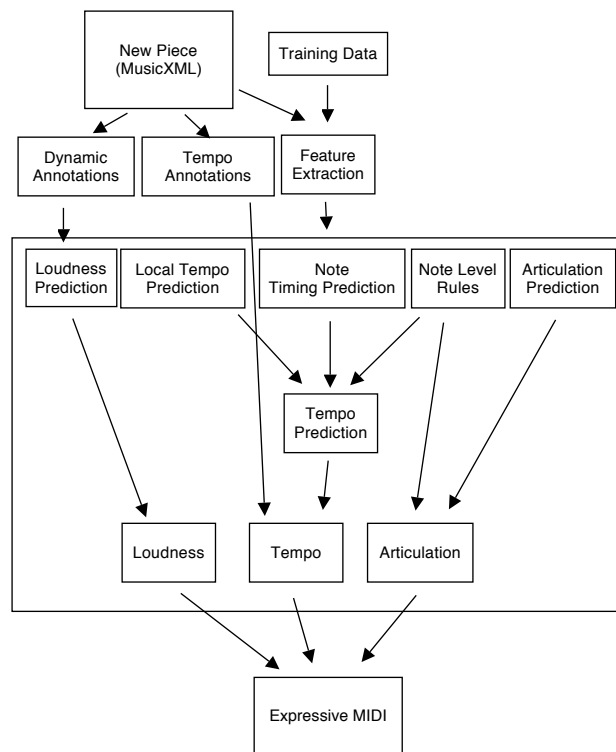 New Piece
(MusicXML)
Training Data
Dynamic
Annotations
Tempo
Annotations
Feature
Extraction
Loudness
Prediction
Local Tempo
Prediction
Note
Timing Prediction
Note Level
Rules
Articulation
Prediction
Tempo
Prediction
Loudness
Tempo
Articulation
Expressive MIDI